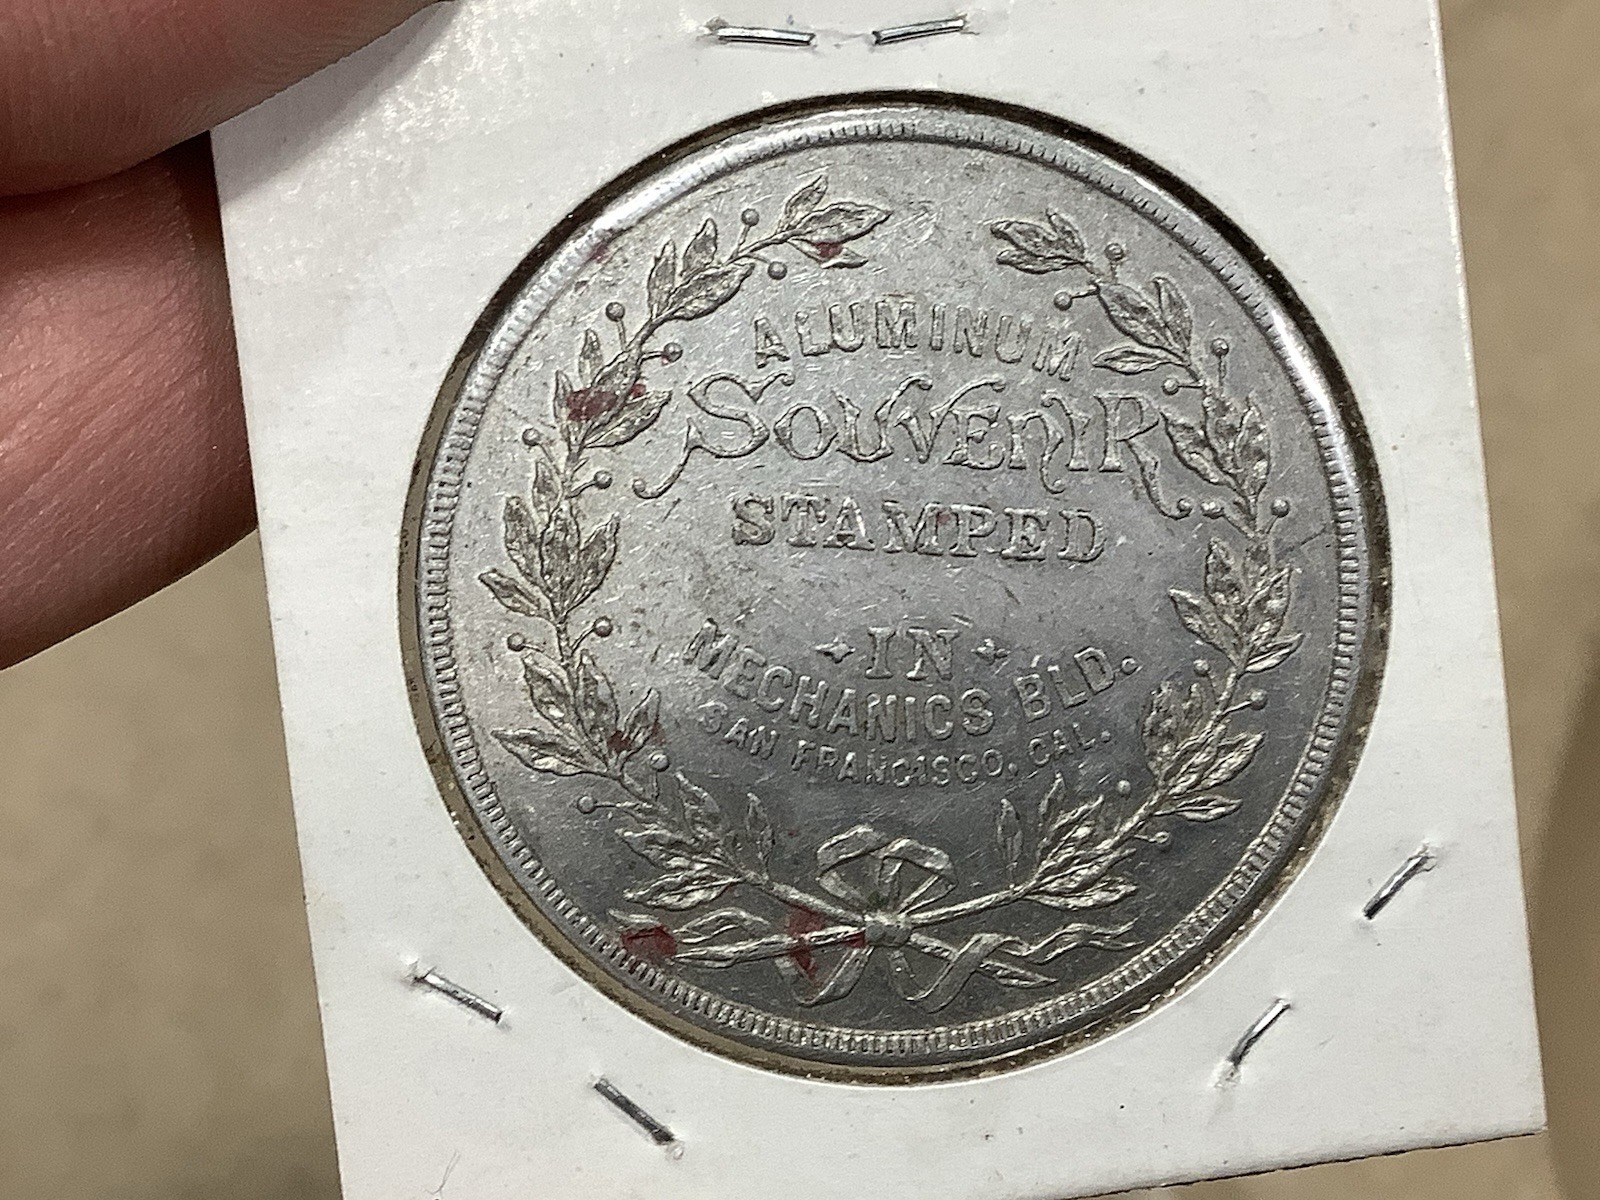 ALUMINUM
SOUVENIR
STAMPED
IN
MECHANICS BLD.
SAN FRANCISCO, CAL.